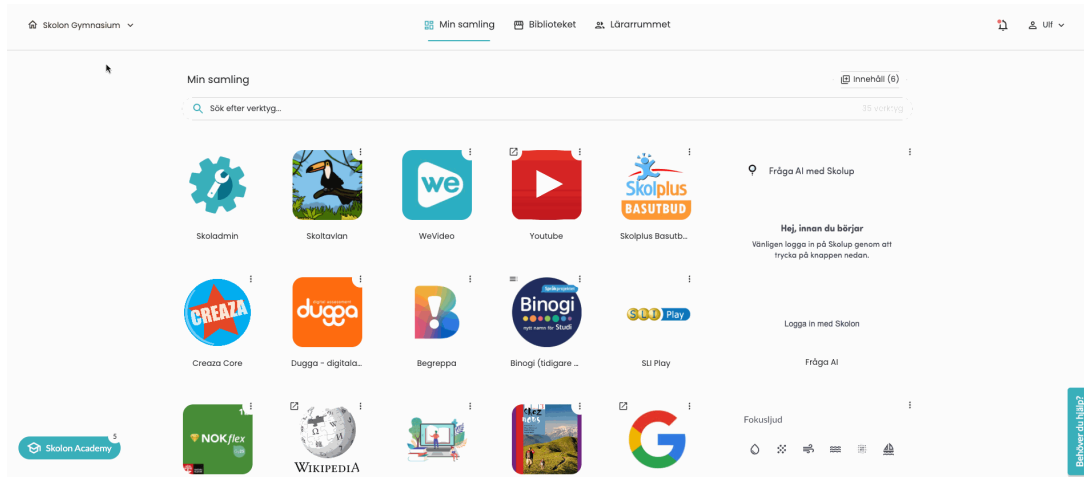 Skolon Gymnasium
Min samling
Biblioteket
Lärarrummet
Ulf
Min samling
Innehåll (6)
Sök efter verktyg...
35 verktyg
we
Skolplus
BASUTBUD
Fråga AI med Skolup
Skoladmin
Skoltavlan
WeVideo
Youtube
Skolplus Basutb...
Hej, innan du börjar
Vänligen logga in på Skolup genom att
trycka på knappen nedan.
CREAZA
digital assessment
dugga
Språkprogrammet
Binogi
nytt namn för Studi
SLI Play
Logga in med Skolon
Creaza Core
Dugga - digitala...
Begreppa
Binogi (tidigare ...
SLI Play
Fråga AI
NOKflex
WIKIPEDIA
chez
nous
G
Fokusljud
5
Skolon Academy
Behöver du hjälp?